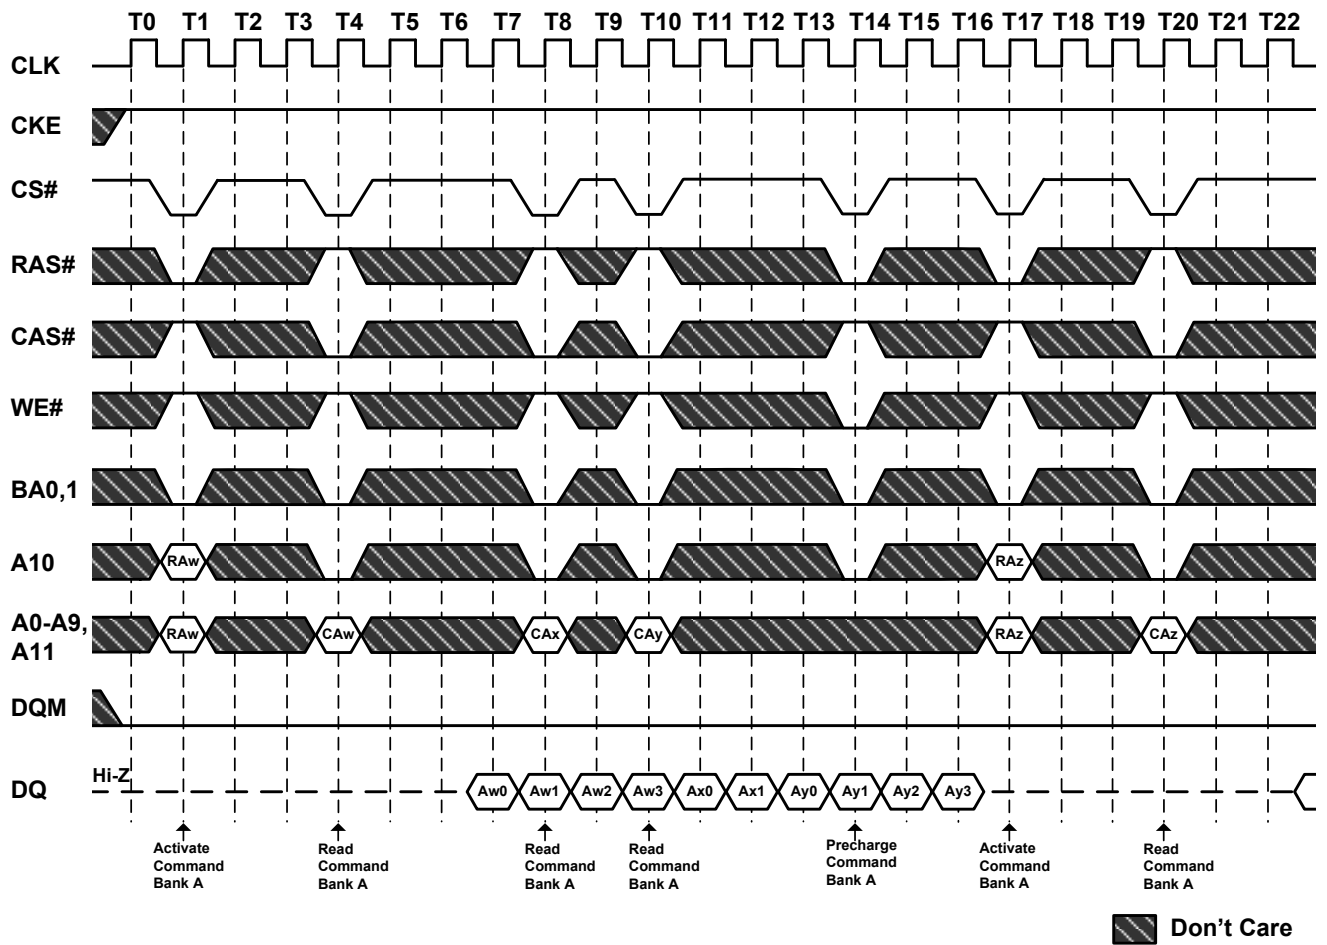 T0 T1 T2 T3 T4 T5 T6 T7 T8 T9 T10 T11 T12 T13 T14 T15 T16 T17 T18 T19 T20 T21 T22
CLK
CKE
CS#
RAS#
CAS#
WE#
BA0,1
A10 RAw RAz
A0-A9,
A11 RAw CAw CAx CAy RAz CAz
DQM
DQ Hi-Z Aw0 Aw1 Aw2 Aw3 Ax0 Ax1 Ay0 Ay1 Ay2 Ay3
Activate
Command
Bank A
Read
Command
Bank A
Read
Command
Bank A
Read
Command
Bank A
Precharge
Command
Bank A
Activate
Command
Bank A
Read
Command
Bank A
Don't Care